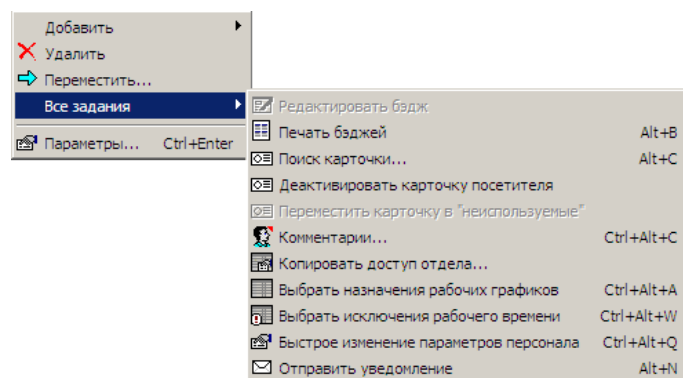 Добавить
Удалить
Переместить...
Все задания
Параметры... Ctrl+Enter
Редактировать бэдж
Печать бэджей Alt+B
Поиск карточки... Alt+C
Деактивировать карточку посетителя
Переместить карточку в "неиспользуемые"
Комментарии... Ctrl+Alt+C
Копировать доступ отдела...
Выбрать назначения рабочих графиков Ctrl+Alt+A
Выбрать исключения рабочего времени Ctrl+Alt+W
Быстрое изменение параметров персонала Ctrl+Alt+Q
Отправить уведомление Alt+N